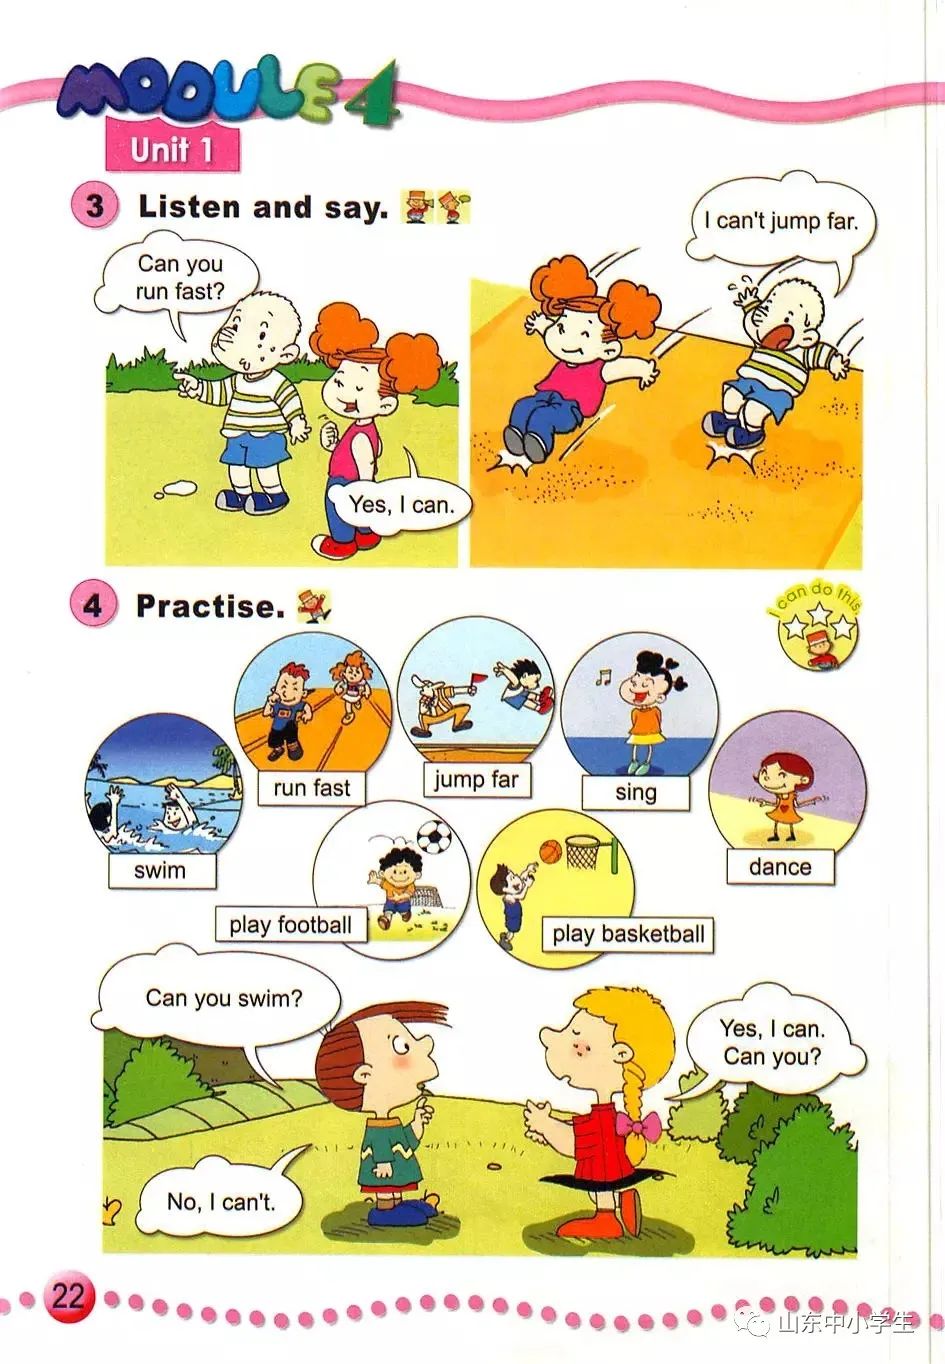 MODULE 4
Unit 1
3 Listen and say.
Can you
run fast?
Yes, I can.
I can't jump far.
4 Practise.
I can do this.
swim
run fast
jump far
sing
dance
play football
play basketball
Can you swim?
Yes, I can.
Can you?
No, I can't.
22
山东中小学生